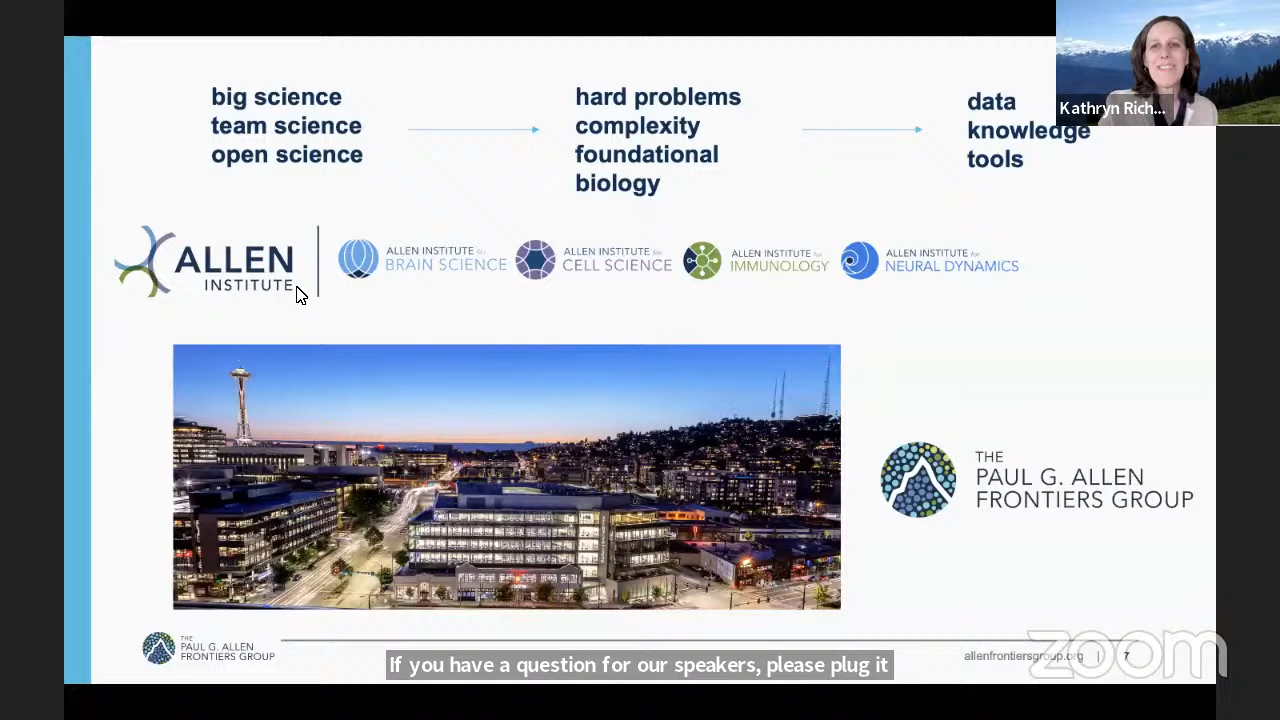 big science
team science
open science
hard problems
complexity
foundational
biology
data
knowledge
tools
Kathryn Rich...
ALLEN
INSTITUTE
ALLEN INSTITUTE for
BRAIN SCIENCE
ALLEN INSTITUTE for
CELL SCIENCE
ALLEN INSTITUTE for
IMMUNOLOGY
ALLEN INSTITUTE for
NEURAL DYNAMICS
THE
PAUL G. ALLEN
FRONTIERS GROUP
THE
PAUL G. ALLEN
FRONTIERS GROUP
allenfrontiersgroup.org | 7
zoom
If you have a question for our speakers, please plug it